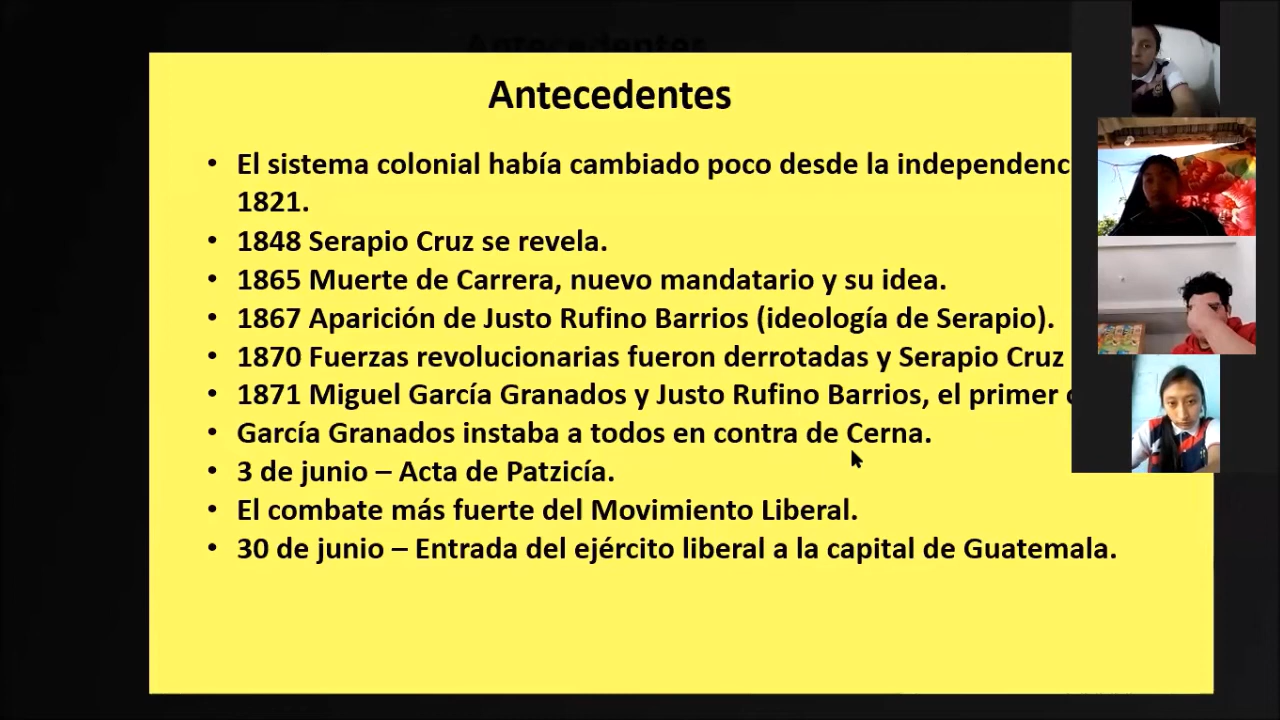 Antecedentes
• El sistema colonial había cambiado poco desde la
1821.
• 1848 Serapio Cruz se revela.
• 1865 Muerte de Carrera, nuevo mandatario y su idea.
• 1867 Aparición de Justo Rufino Barrios (ideología de Serapio).
• 1870 Fuerzas revolucionarias fueron derrotadas y Serapio Cruz
• 1871 Miguel García Granados y Justo Rufino Barrios, el primer
• García Granados instaba a todos en contra de Cerna.
• 3 de junio – Acta de Patzicía.
• El combate más fuerte del Movimiento Liberal.
• 30 de junio – Entrada del ejército liberal a la capital de Guatemala.